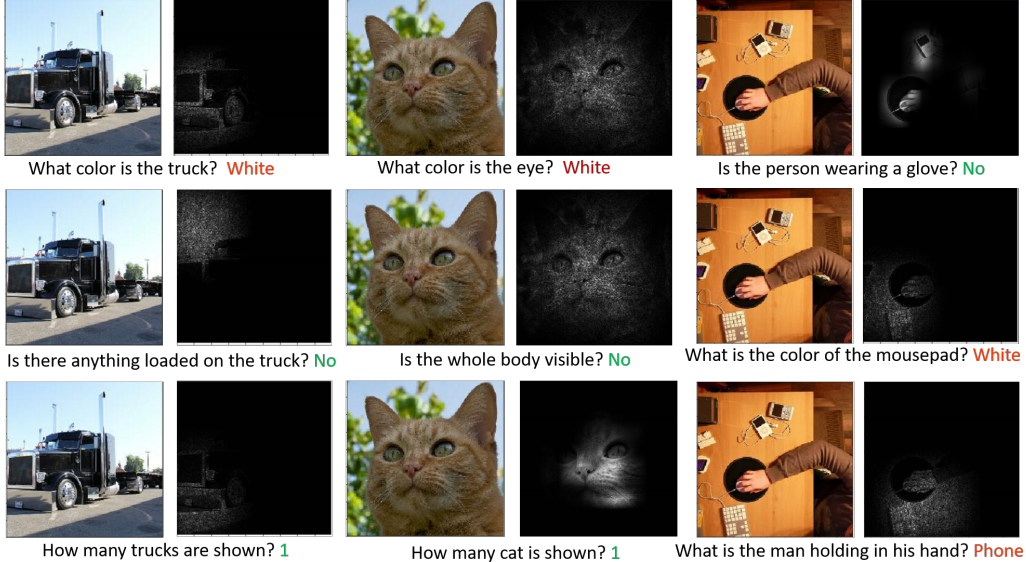 What color is the truck? White
What color is the eye? White
Is the person wearing a glove? No
Is there anything loaded on the truck? No
Is the whole body visible? No
What is the color of the mousepad? White
How many trucks are shown? 1
How many cat is shown? 1
What is the man holding in his hand? Phone